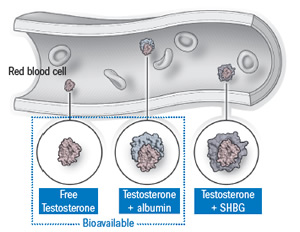 Red blood cell
Free
Testosterone
Testosterone
+ albumin
Testosterone
+ SHBG
Bioavailable